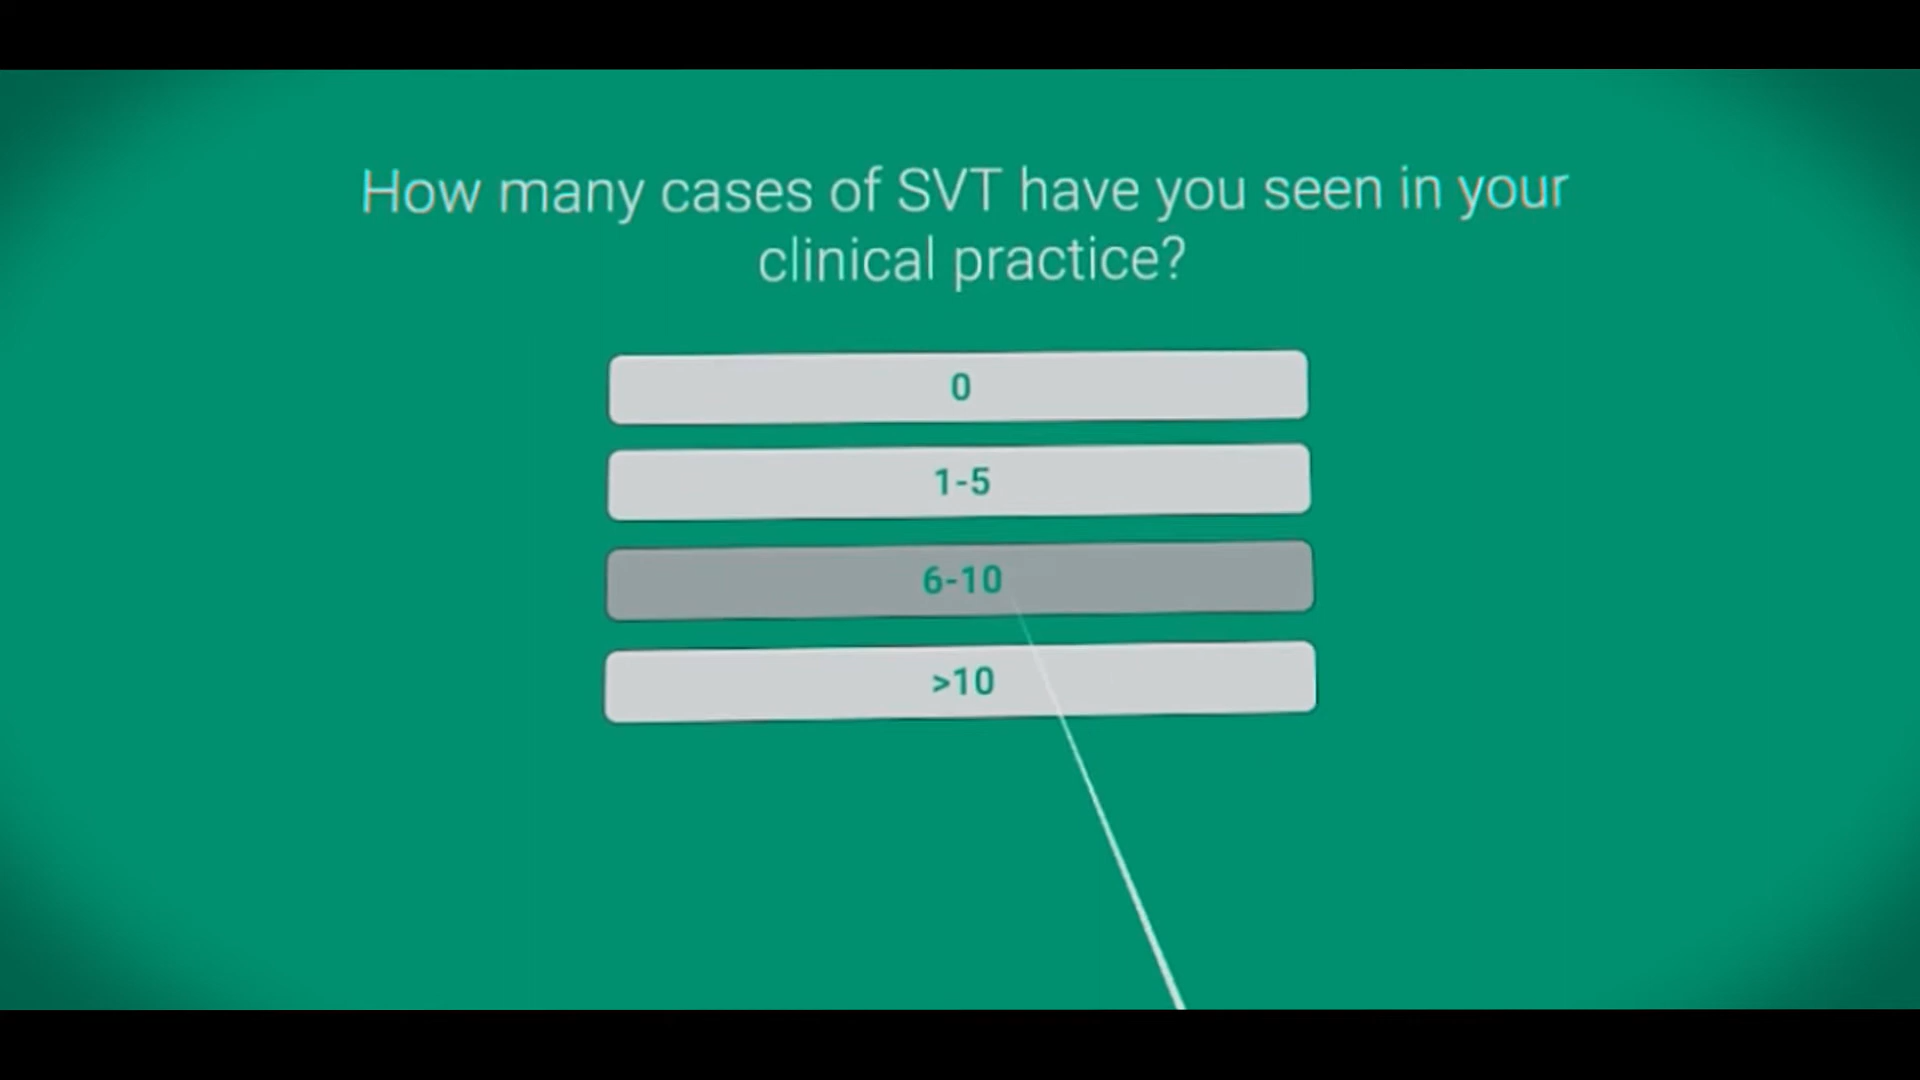 How many cases of SVT have you seen in your
clinical practice?
0
1-5
6-10
>10